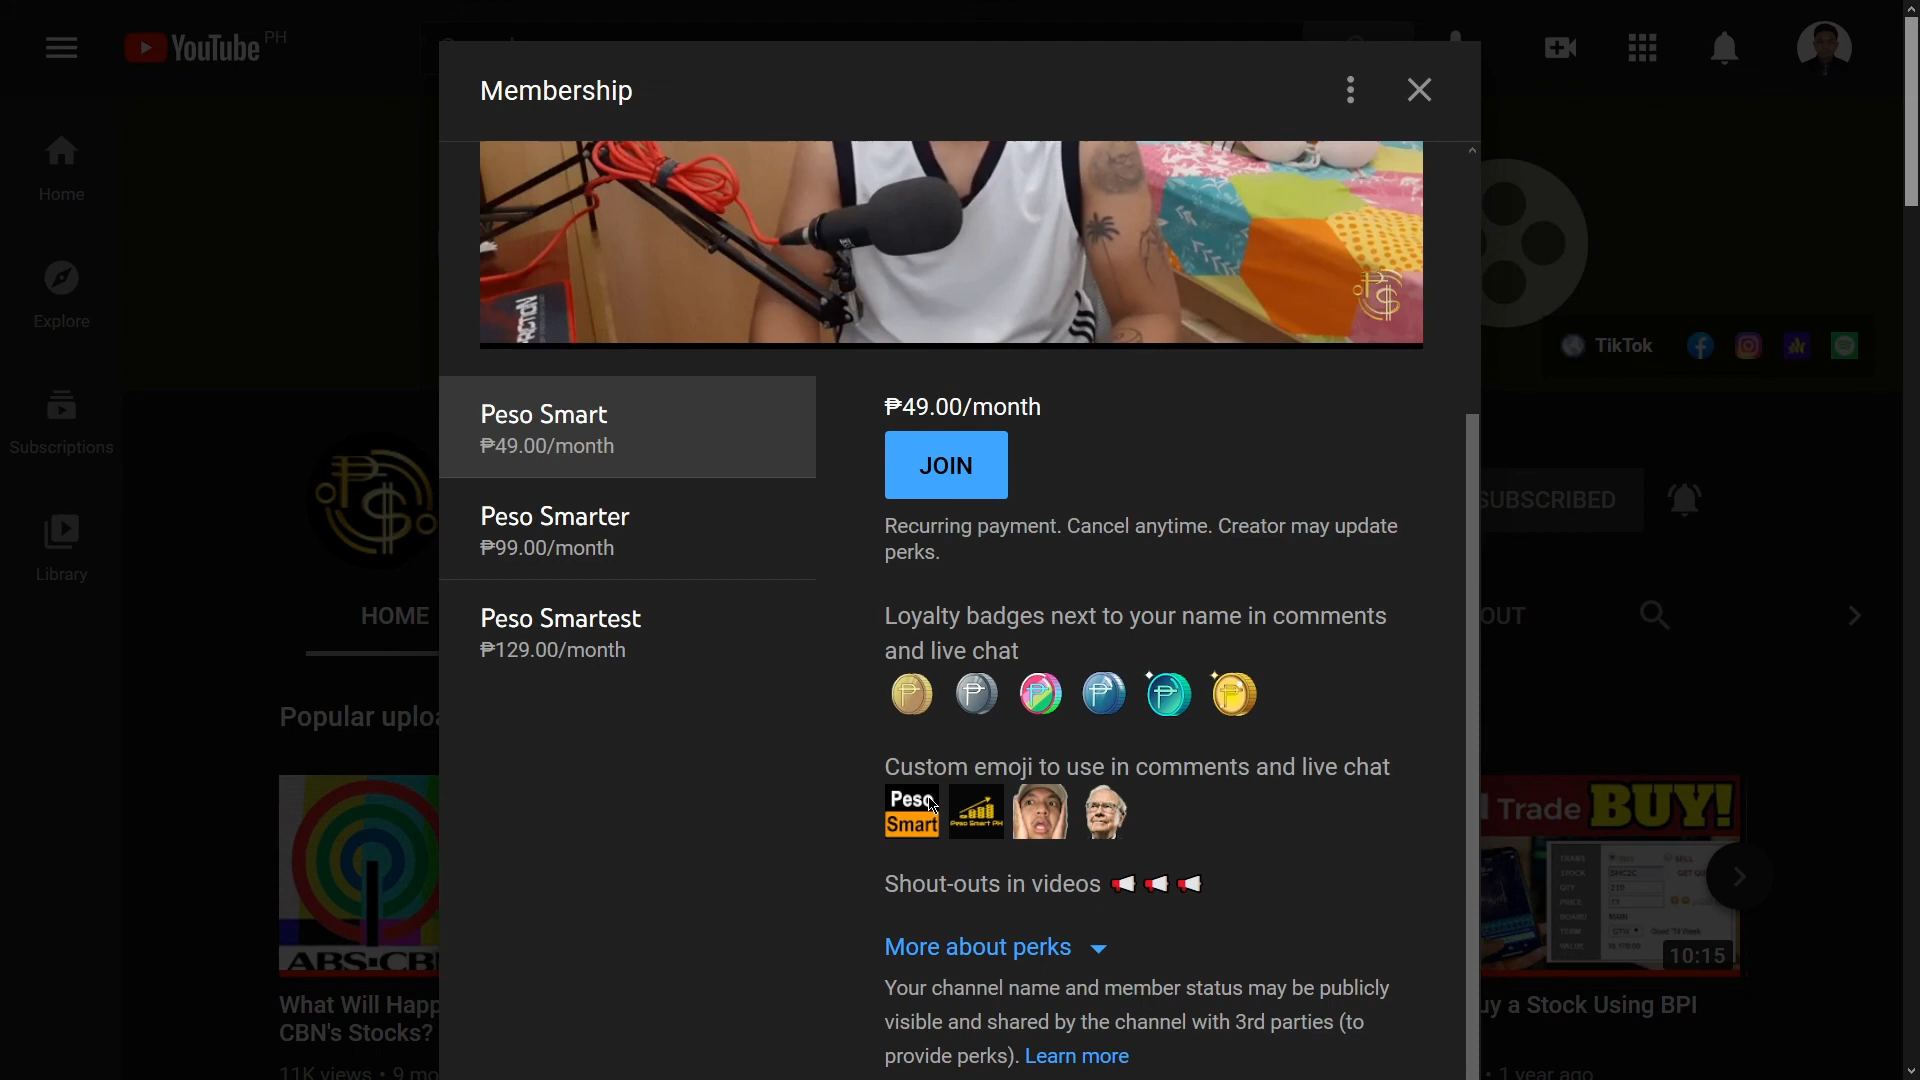 YouTube PH
Membership
Home
Explore
Subscriptions
Library
TikTok
Peso Smart
₱49.00/month
Peso Smarter
₱99.00/month
Peso Smartest
₱129.00/month
₱49.00/month
JOIN
Recurring payment. Cancel anytime. Creator may update
perks.
Loyalty badges next to your name in comments
and live chat
Custom emoji to use in comments and live chat
Peso
Smart
Peso Smart PH
Shout-outs in videos
More about perks
Your channel name and member status may be publicly
visible and shared by the channel with 3rd parties (to
provide perks). Learn more
SUBSCRIBED
HOME
OUT
Popular uplo
ABS-CB
What Will Happ
CBN's Stocks?
11K views • 9 mo
Trade BUY!
10:15
uy a Stock Using BPI
• 1 year ago